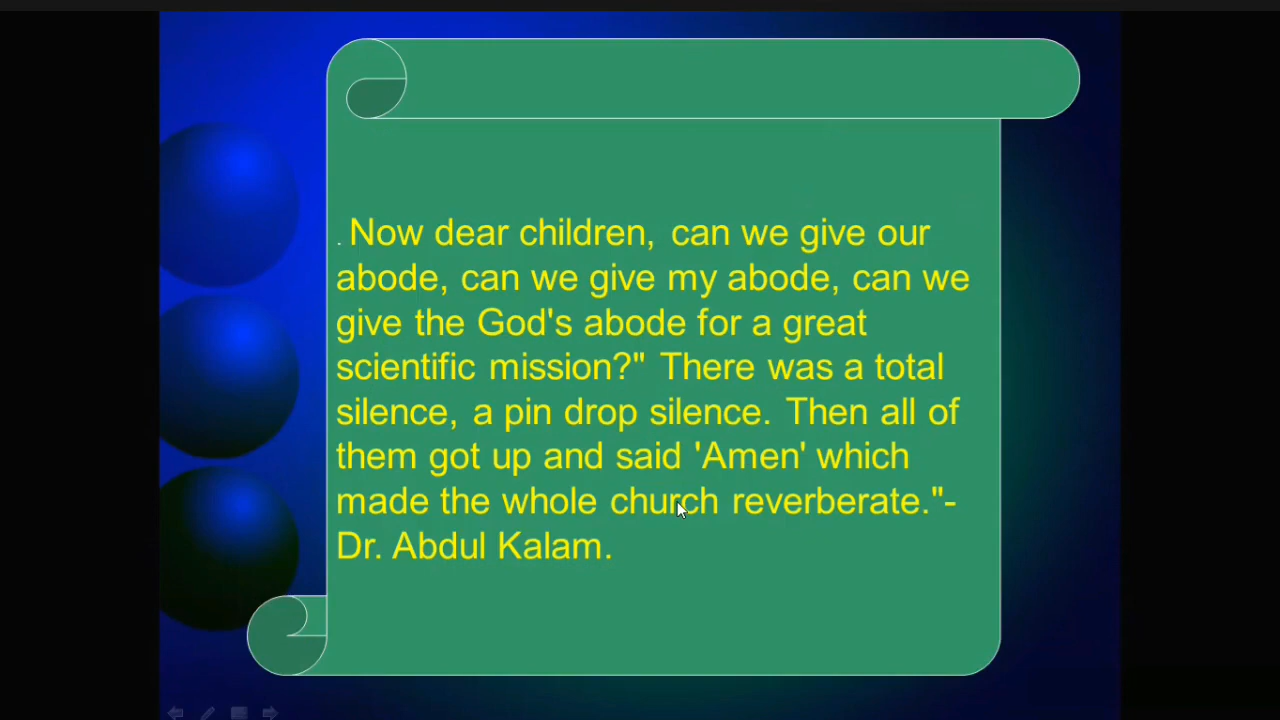 . Now dear children, can we give our
abode, can we give my abode, can we
give the God's abode for a great
scientific mission?" There was a total
silence, a pin drop silence. Then all of
them got up and said 'Amen' which
made the whole church reverberate."-
Dr. Abdul Kalam.